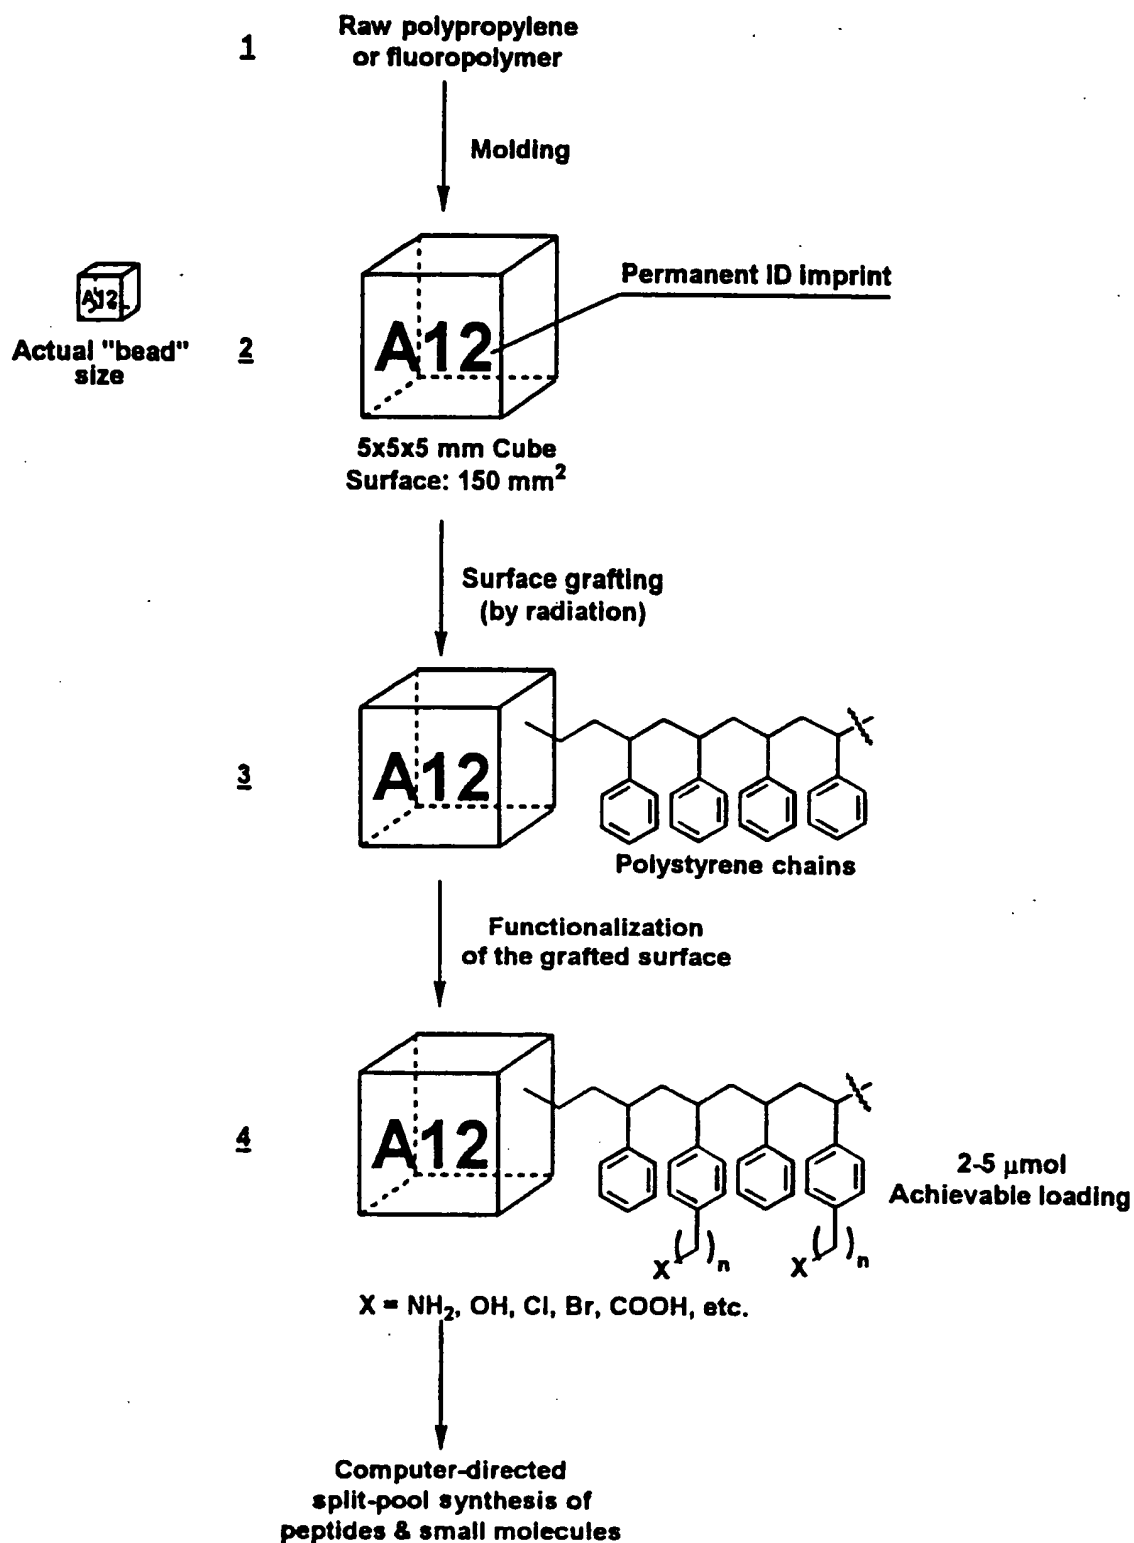 1
Raw polypropylene
or fluoropolymer
Molding
Permanent ID imprint
A12
Actual "bead"
size
2
A12
5x5x5 mm Cube
Surface: 150 mm²
Surface grafting
(by radiation)
3
A12
Polystyrene chains
Functionalization
of the grafted surface
4
A12
2-5 μmol
Achievable loading
X ( )n X ( )n
X = NH₂, OH, Cl, Br, COOH, etc.
Computer-directed
split-pool synthesis of
peptides & small molecules